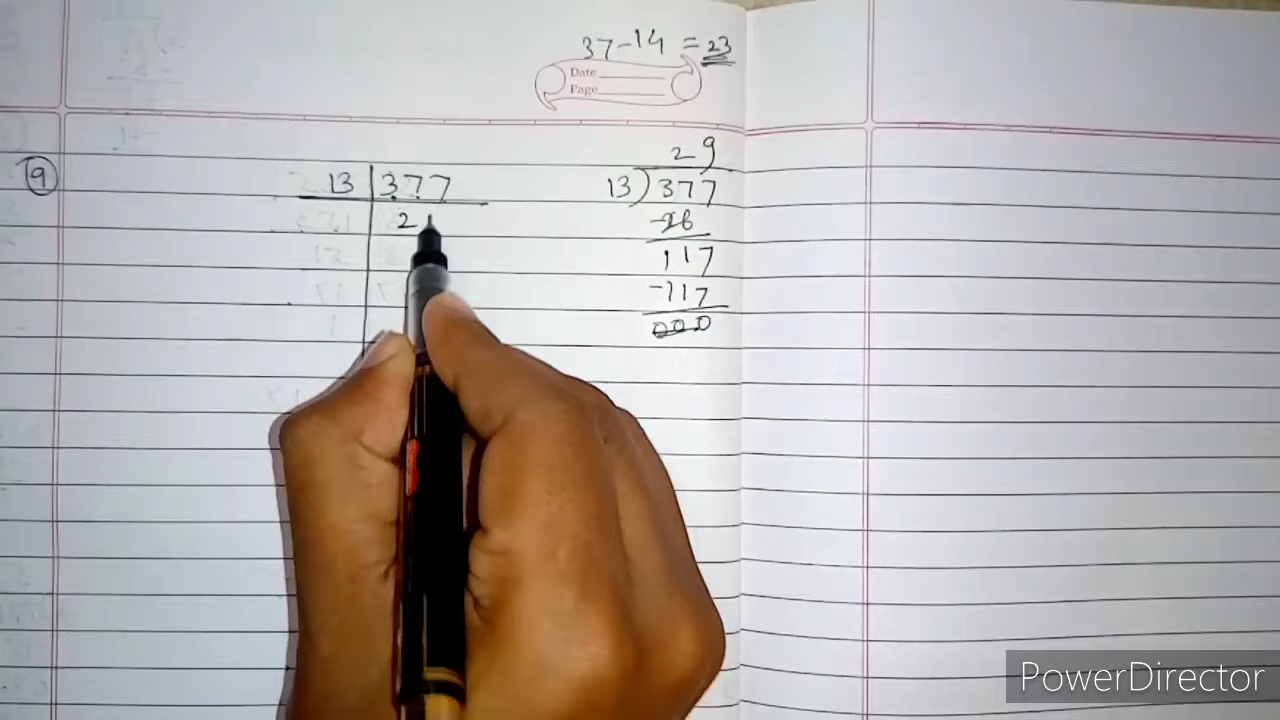 37-14 = 23
Date
Page
29
9 13 377 13)377
2 -26
117
-117
000
PowerDirector